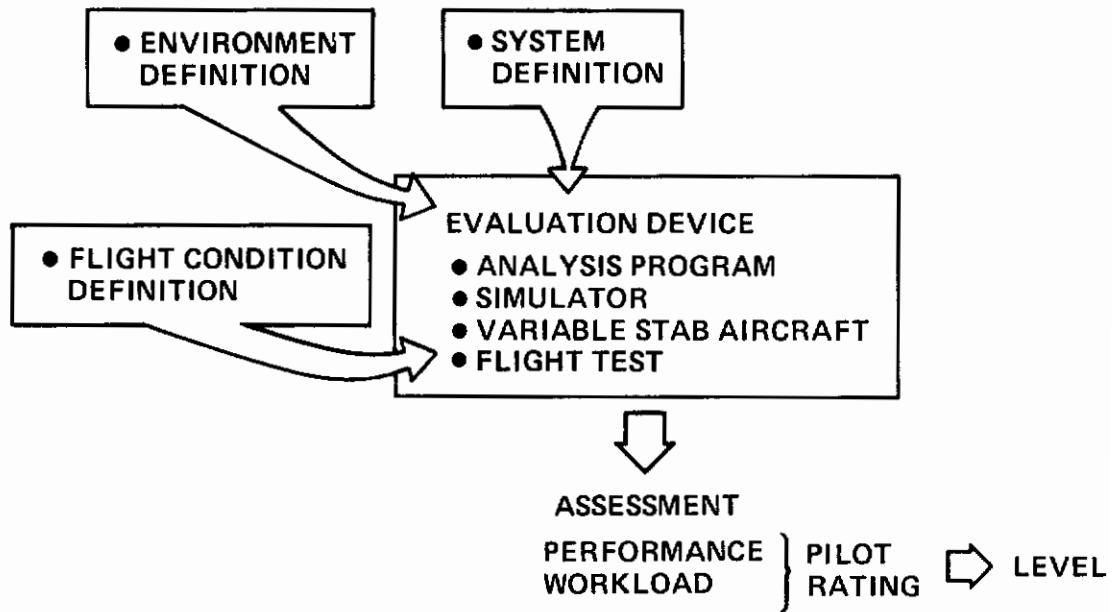 ● ENVIRONMENT
DEFINITION
● SYSTEM
DEFINITION
● FLIGHT CONDITION
DEFINITION
EVALUATION DEVICE
● ANALYSIS PROGRAM
● SIMULATOR
● VARIABLE STAB AIRCRAFT
● FLIGHT TEST
ASSESSMENT
PERFORMANCE
WORKLOAD
PILOT
RATING
LEVEL